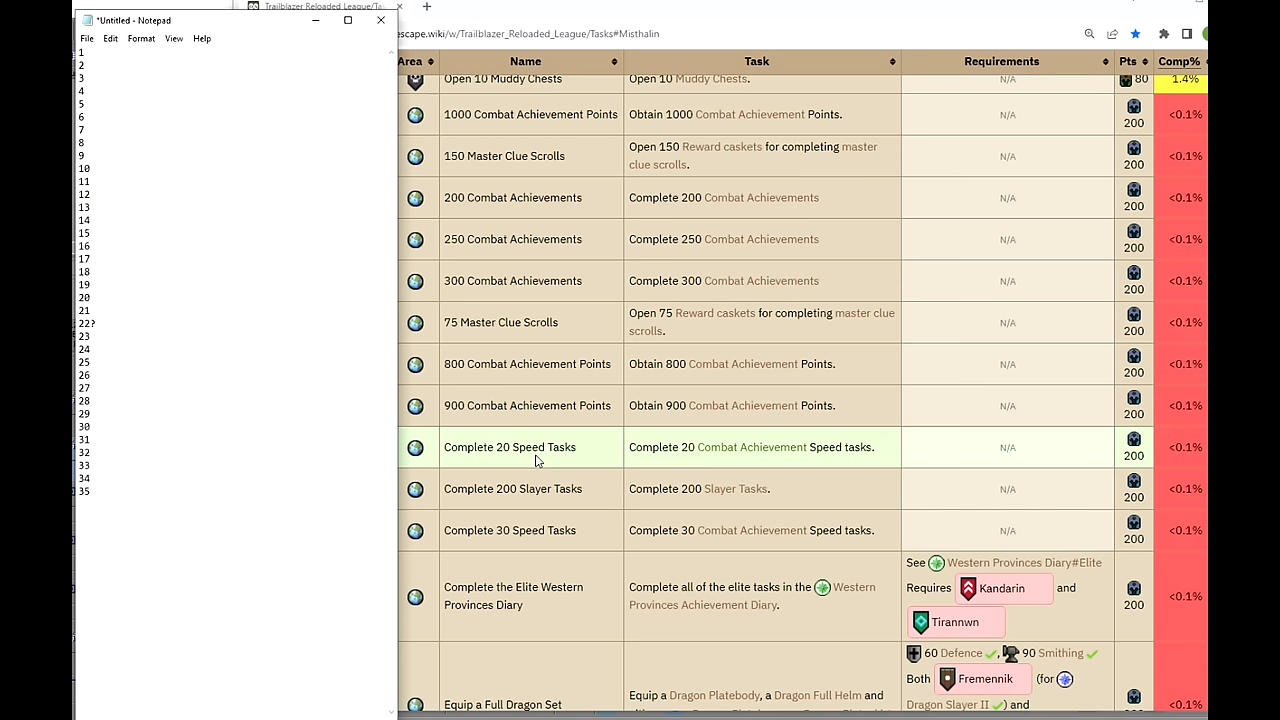 Trailblazer Reloaded League/Ta
*Untitled - Notepad
File Edit Format View Help
escape.wiki/w/Trailblazer_Reloaded_League/Tasks#Misthalin
1
2
3
4
5
6
7
8
9
10
11
12
13
14
15
16
17
18
19
20
21
22?
23
24
25
26
27
28
29
30
31
32
33
34
35
Area Name Task Requirements Pts Comp%
Open 10 Muddy Chests Open 10 Muddy Chests. N/A 80 1.4%
1000 Combat Achievement Points Obtain 1000 Combat Achievement Points. N/A 200 <0.1%
150 Master Clue Scrolls Open 150 Reward caskets for completing master
clue scrolls. N/A 200 <0.1%
200 Combat Achievements Complete 200 Combat Achievements N/A 200 <0.1%
250 Combat Achievements Complete 250 Combat Achievements N/A 200 <0.1%
300 Combat Achievements Complete 300 Combat Achievements N/A 200 <0.1%
75 Master Clue Scrolls Open 75 Reward caskets for completing master clue
scrolls. N/A 200 <0.1%
800 Combat Achievement Points Obtain 800 Combat Achievement Points. N/A 200 <0.1%
900 Combat Achievement Points Obtain 900 Combat Achievement Points. N/A 200 <0.1%
Complete 20 Speed Tasks Complete 20 Combat Achievement Speed tasks. N/A 200 <0.1%
Complete 200 Slayer Tasks Complete 200 Slayer Tasks. N/A 200 <0.1%
Complete 30 Speed Tasks Complete 30 Combat Achievement Speed tasks. N/A 200 <0.1%
Complete the Elite Western
Provinces Diary
Complete all of the elite tasks in the Western
Provinces Achievement Diary.
See Western Provinces Diary#Elite
Requires Kandarin and
Tirannwn
200 <0.1%
Equip a Full Dragon Set
Equip a Dragon Platebody, a Dragon Full Helm and
60 Defence, 90 Smithing
Both Fremennik (for
Dragon Slayer II) and
<0.1%